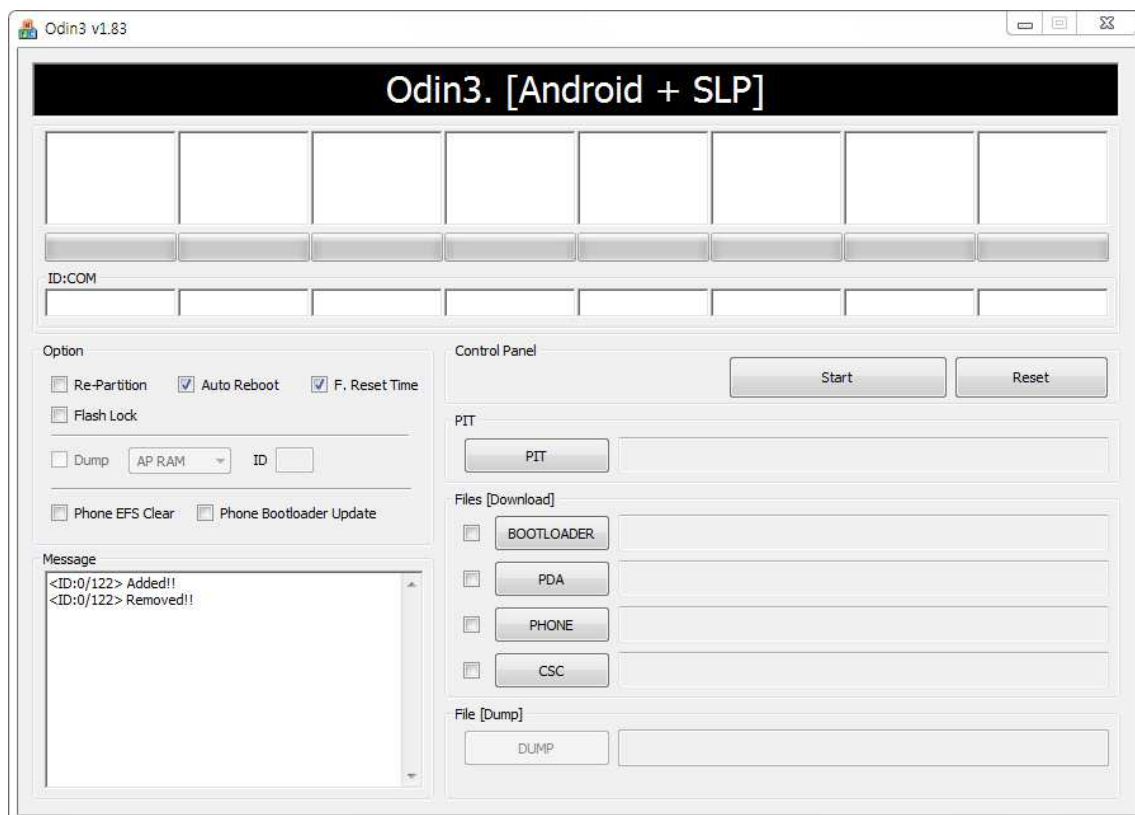 Odin3 v1.83
Odin3. [Android + SLP]
ID:COM
Option
Re-Partition Auto Reboot F. Reset Time
Flash Lock
Dump AP RAM ID
Phone EFS Clear Phone Bootloader Update
Message
<ID:0/122> Added!!
<ID:0/122> Removed!!
Control Panel
Start Reset
PIT
PIT
Files [Download]
BOOTLOADER
PDA
PHONE
CSC
File [Dump]
DUMP